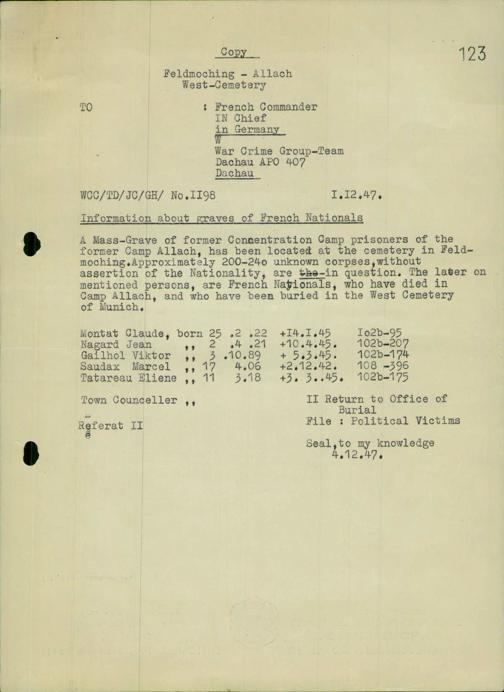 Copy
123
Feldmoching - Allach
West-Cemetery
TO : French Commander
IN Chief
in Germany
W
War Crime Group-Team
Dachau APO 407
Dachau
WCC/TD/JC/GH/ No.II98 I.I2.47.
Information about graves of French Nationals
A Mass-Grave of former Concentration Camp prisoners of the
former Camp Allach, has been located at the cemetery in Feld-
moching.Approximately 200-24o unknown corpses,without
assertion of the Nationality, are the in question. The later on
mentioned persons, are French Nationals, who have died in
Camp Allach, and who have been buried in the West Cemetery
of Munich.
Montat Claude, born 25 .2 .22 +I4.I.45 Io2b-95
Nagard Jean ,, 2 .4 .21 +10.4.45. 102b-207
Gailhol Viktor ,, 3 .10.89 + 5.3.45. 102b-174
Saudax Marcel ,, 17 4.06 +2.12.42. 108 -396
Tatareau Eliene ,, 11 3.18 +3. 3..45. 102b-175
Town Counceller ,, II Return to Office of
Burial
Referat II File : Political Victims
Seal,to my knowledge
4.12.47.